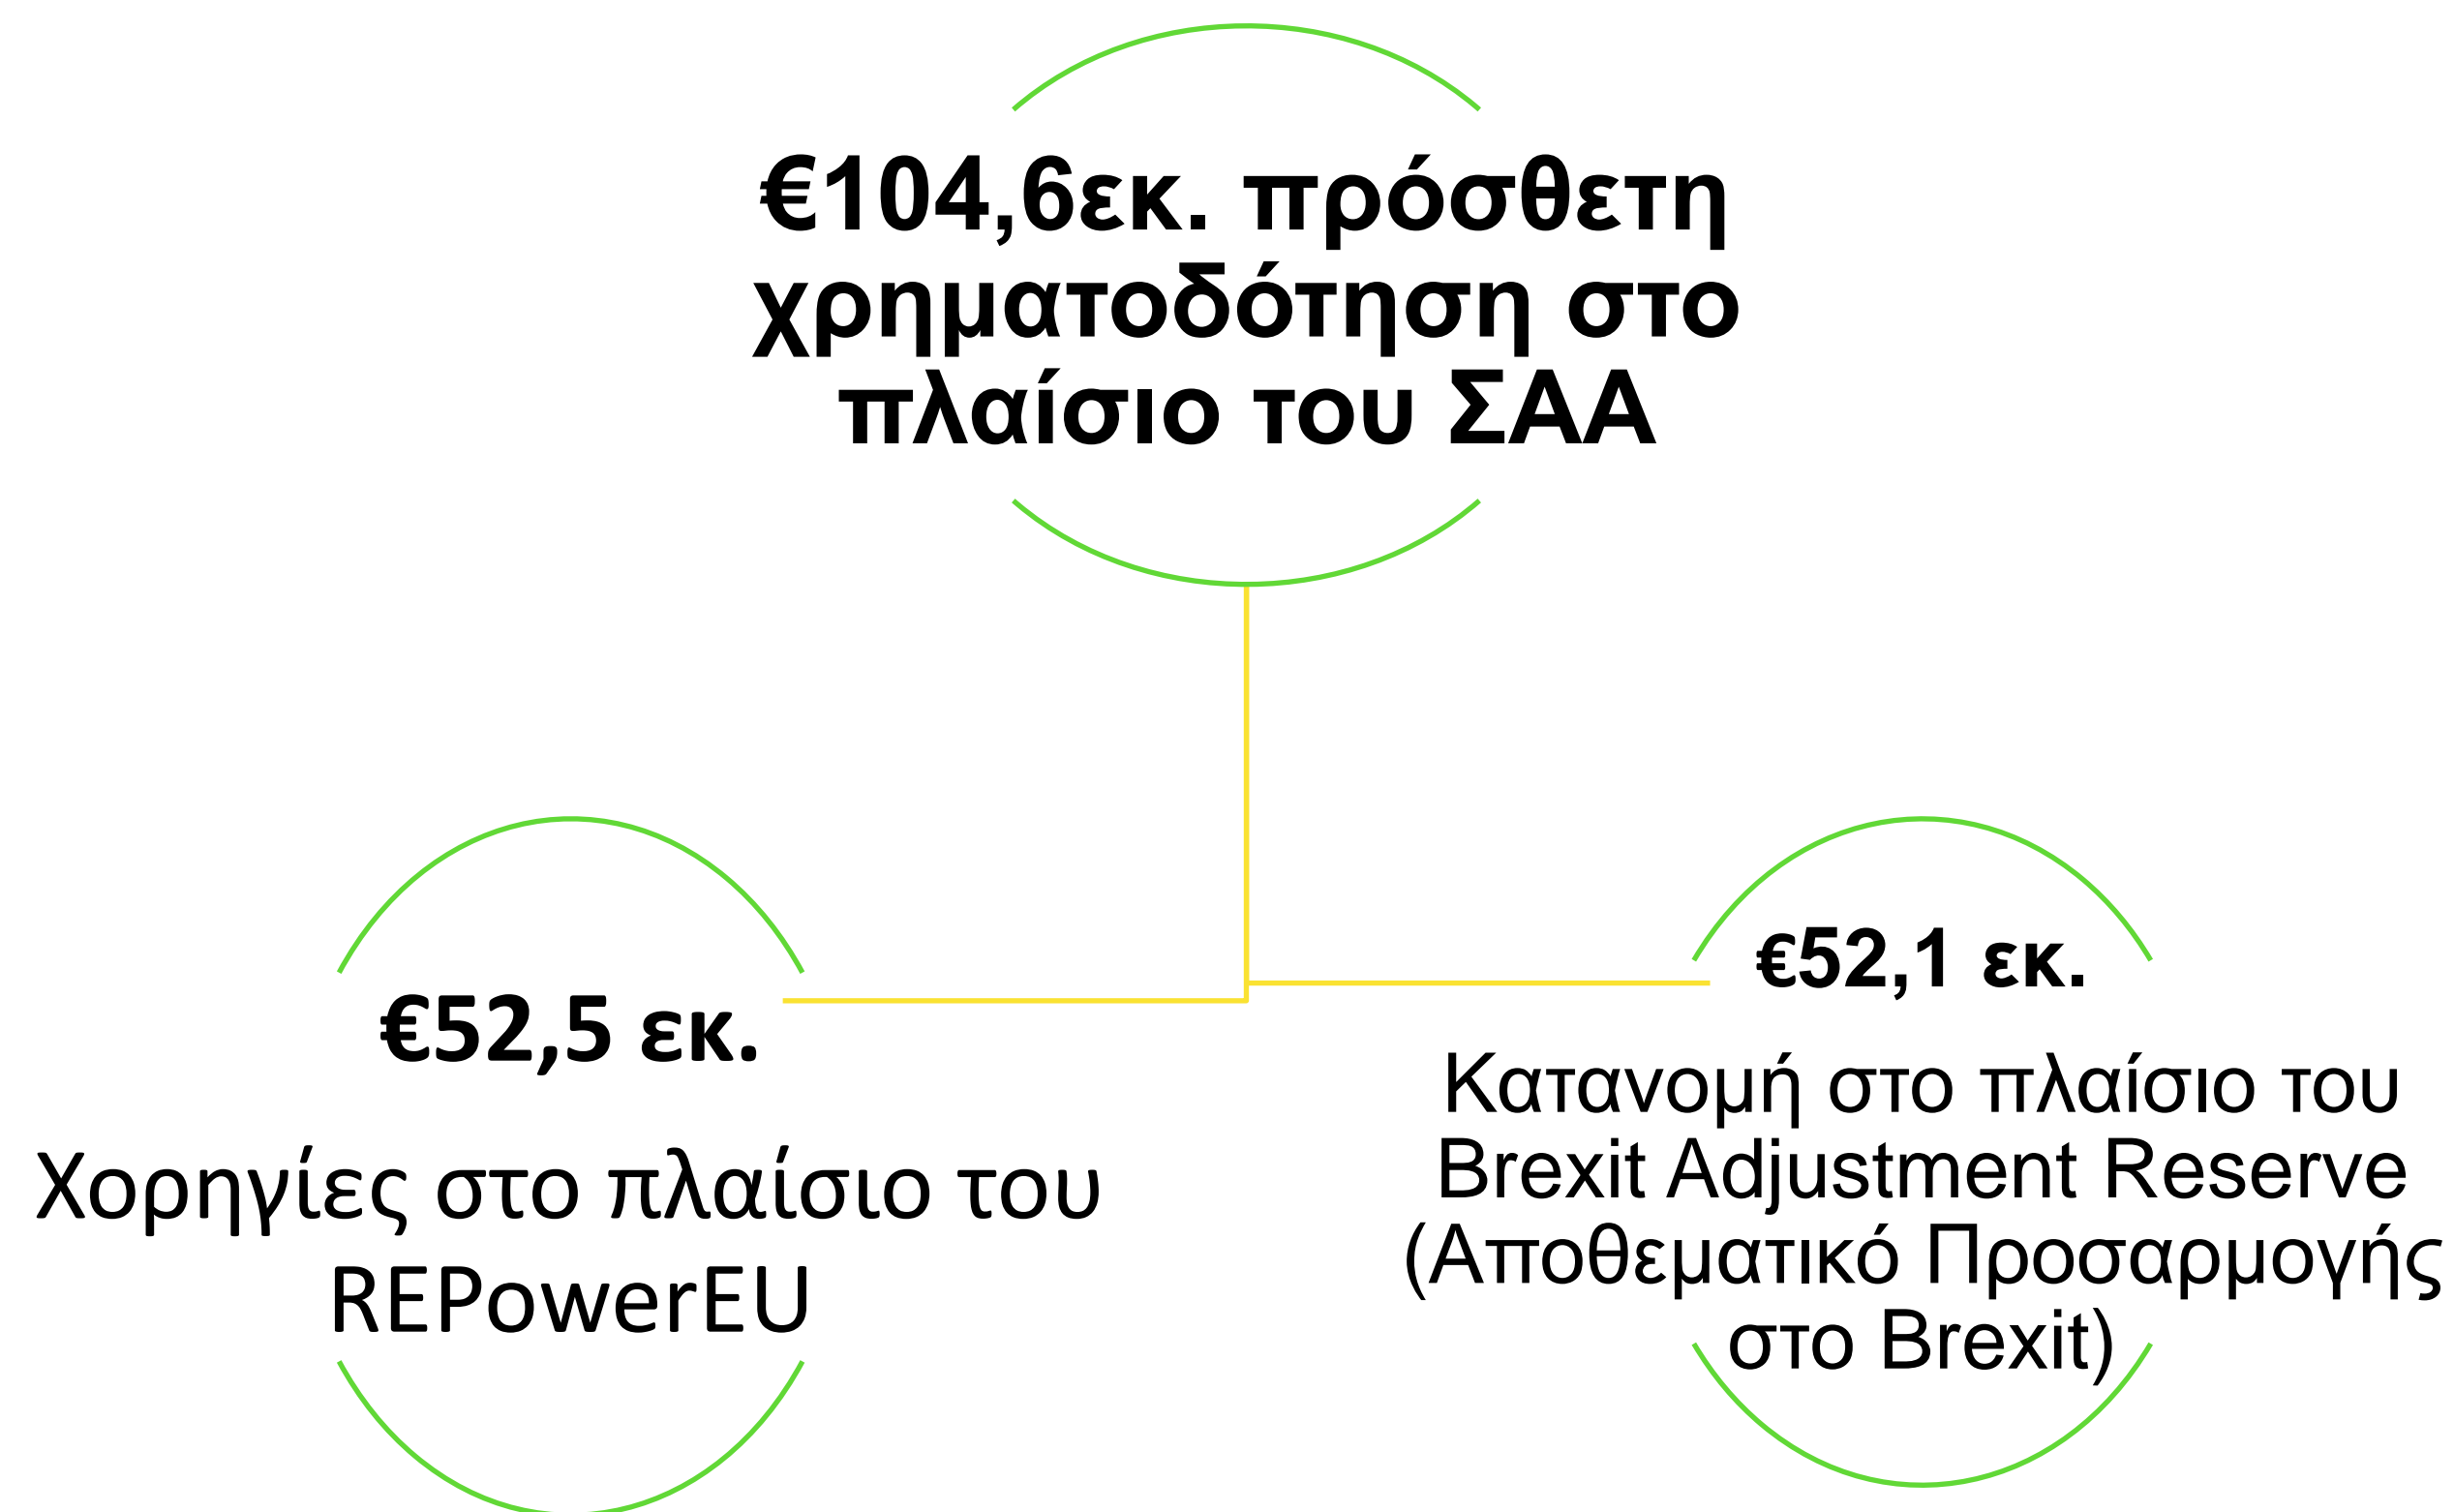 €104,6εκ. πρόσθετη
χρηματοδότηση στο
πλαίσιο του ΣΑΑ
€52,5 εκ.
Χορηγίες στο πλαίσιο του
REPowerEU
€52,1 εκ.
Κατανομή στο πλαίσιο του
Brexit Adjustment Reserve
(Αποθεματικό Προσαρμογής
στο Brexit)